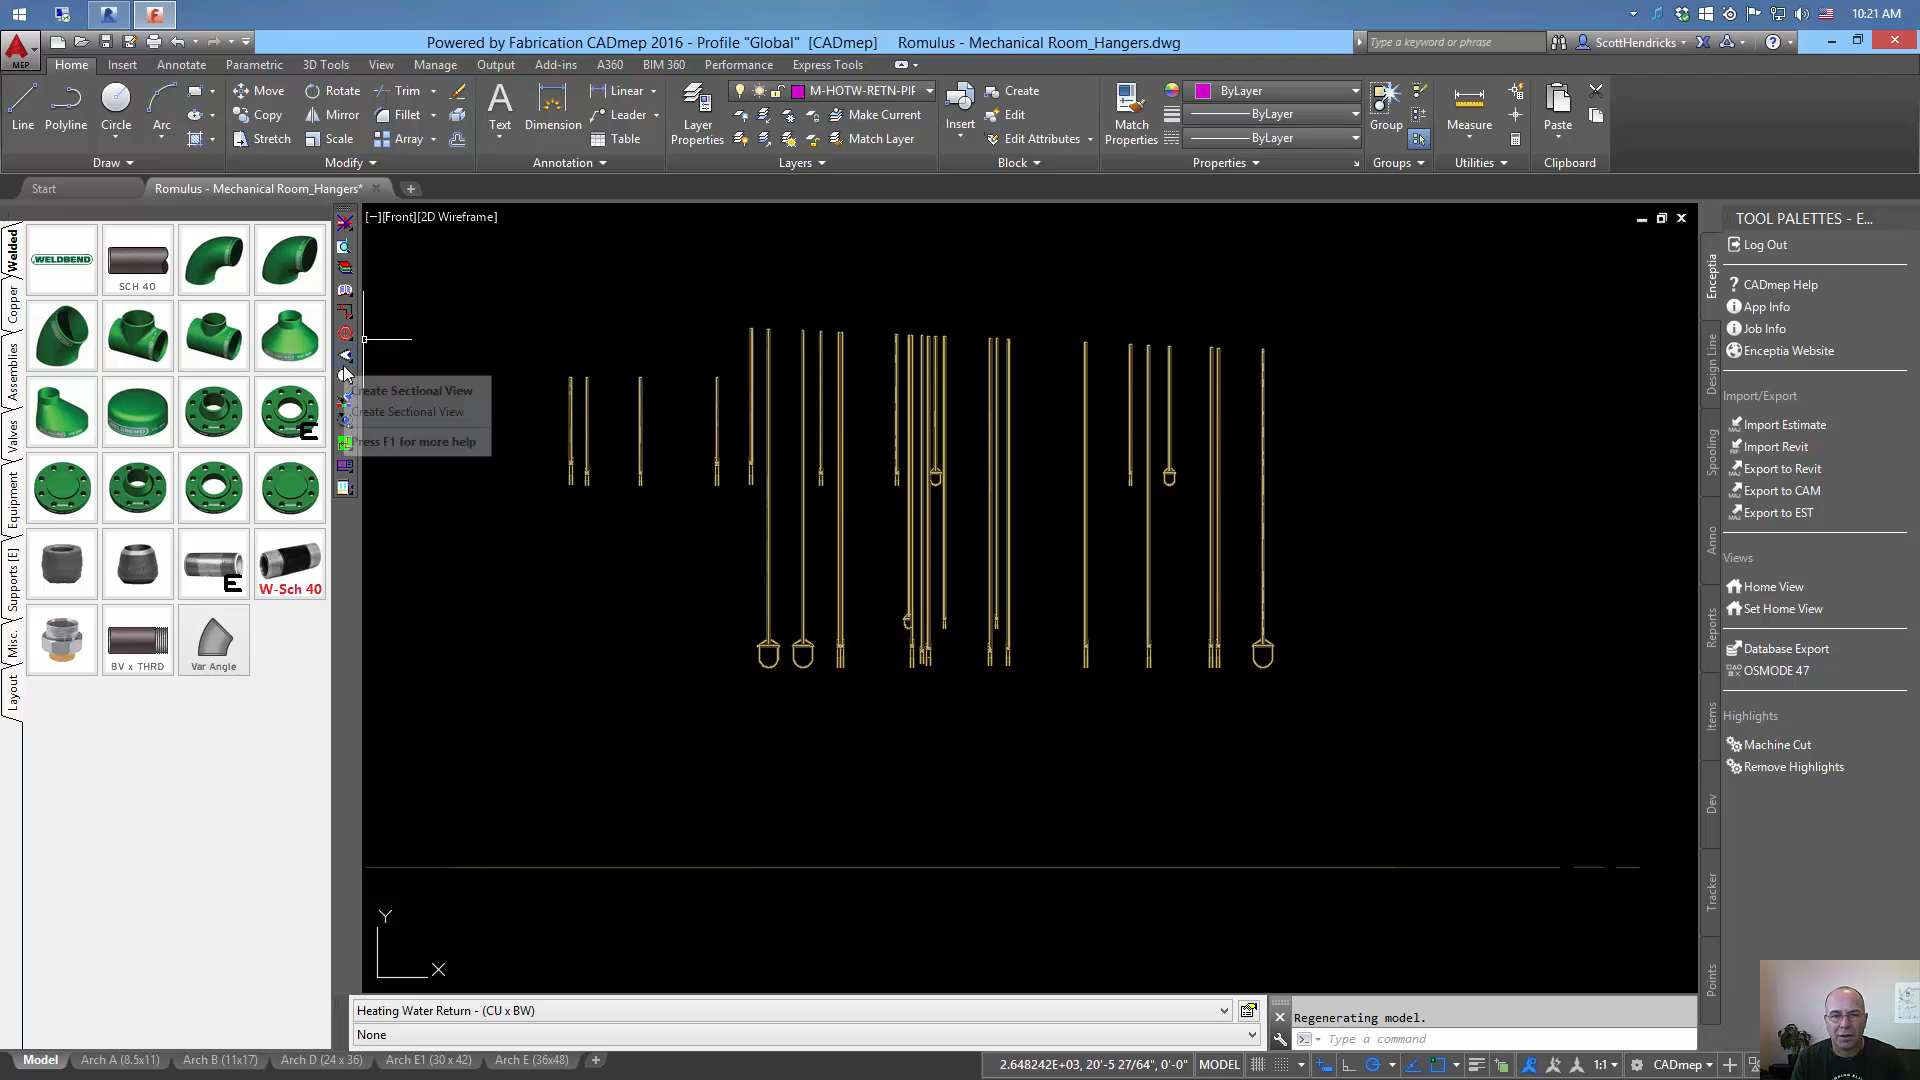 10:21 AM
Powered by Fabrication CADmep 2016 - Profile "Global"   [CADmep]   Romulus - Mechanical Room_Hangers.dwg
Type a keyword or phrase
ScottHendricks
MEP
Home Insert Annotate Parametric 3D Tools View Manage Output Add-ins A360 BIM 360 Performance Express Tools
Line Polyline Circle Arc
Move Rotate Trim
Copy Mirror Fillet
Stretch Scale Array
Text Dimension
Linear
Leader
Table
Layer Properties
M-HOTW-RETN-PIF
Make Current
Match Layer
Insert
Create
Edit
Edit Attributes
Match Properties
ByLayer
ByLayer
ByLayer
Group Measure Paste
Draw Modify Annotation Layers Block Properties Groups Utilities Clipboard
Start
Romulus - Mechanical Room_Hangers*
[−][Front][2D Wireframe]
Welded
Copper
Assemblies
Valves
Equipment
Supports [E]
Misc.
Layout
WELDBEND
SCH 40
E
E
W-Sch 40
BV x THRD
Var Angle
Create Sectional View
Create Sectional View
Press F1 for more help
Y
X
TOOL PALETTES - E...
Log Out
CADmep Help
App Info
Job Info
Enceptia Website
Import/Export
Import Estimate
Import Revit
Export to Revit
Export to CAM
Export to EST
Views
Home View
Set Home View
Database Export
OSMODE 47
Highlights
Machine Cut
Remove Highlights
Enceptia
Design Line
Spooling
Anno
Reports
Items
Dev
Tracker
Points
Heating Water Return - (CU x BW)
None
Regenerating model.
Type a command
Model Arch A (8.5x11) Arch B (11x17) Arch D (24 x 36) Arch E1 (30 x 42) Arch E (36x48)
2.648242E+03, 20'-5 27/64", 0'-0" MODEL 1:1 CADmep